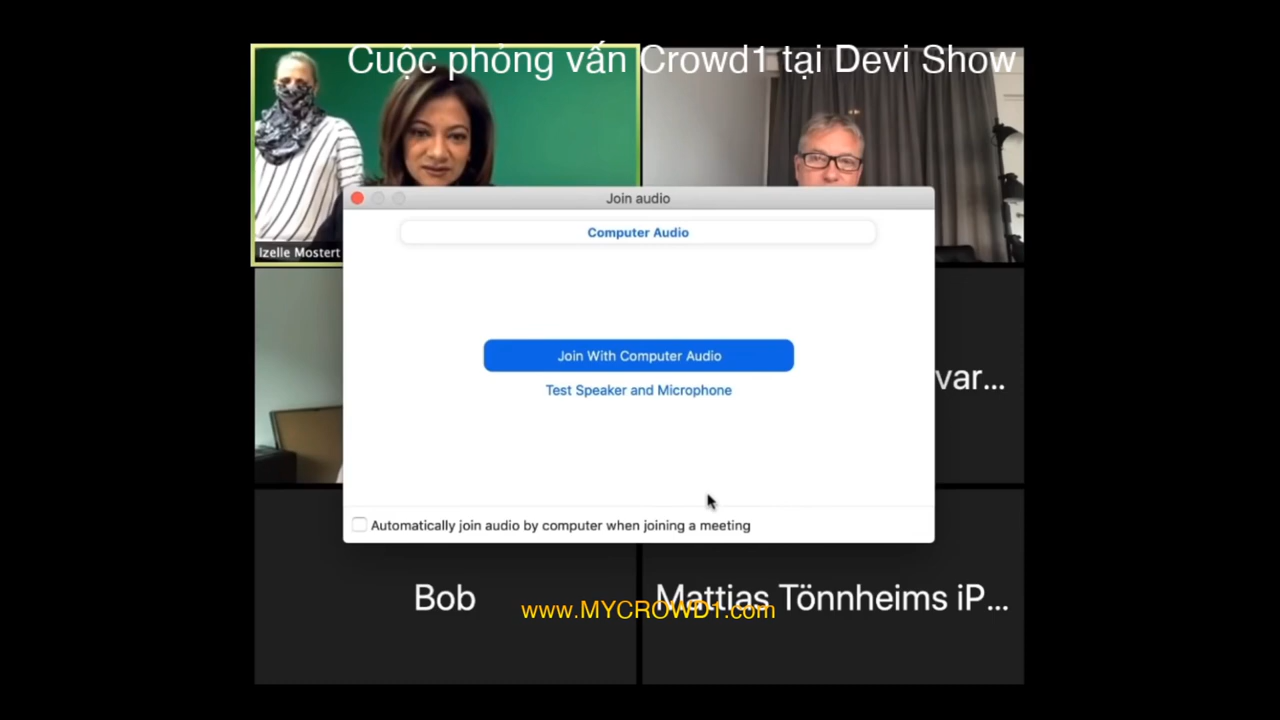 Cuộc phỏng vấn Crowd1 tại Devi Show
Join audio
Computer Audio
Izelle Mostert
Join With Computer Audio
var...
Test Speaker and Microphone
Automatically join audio by computer when joining a meeting
Bob
Mattias Tönnheims iP...
www.MYCROWD1.com